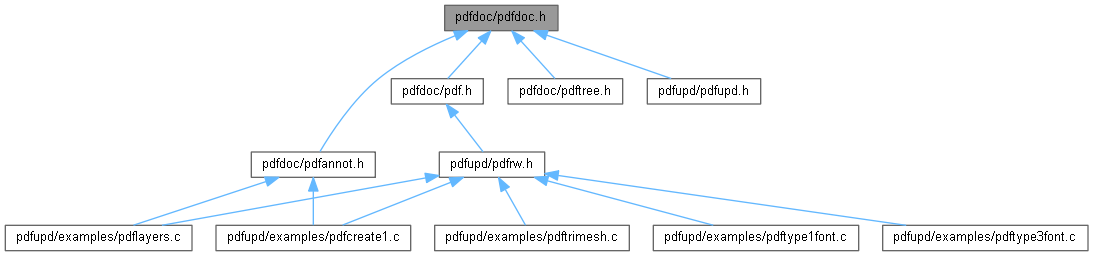 pdfdoc/pdfdoc.h
pdfdoc/pdf.h
pdfdoc/pdftree.h
pdfupd/pdfupd.h
pdfdoc/pdfannot.h
pdfupd/pdfrw.h
pdfupd/examples/pdflayers.c
pdfupd/examples/pdfcreate1.c
pdfupd/examples/pdftrimesh.c
pdfupd/examples/pdftype1font.c
pdfupd/examples/pdftype3font.c